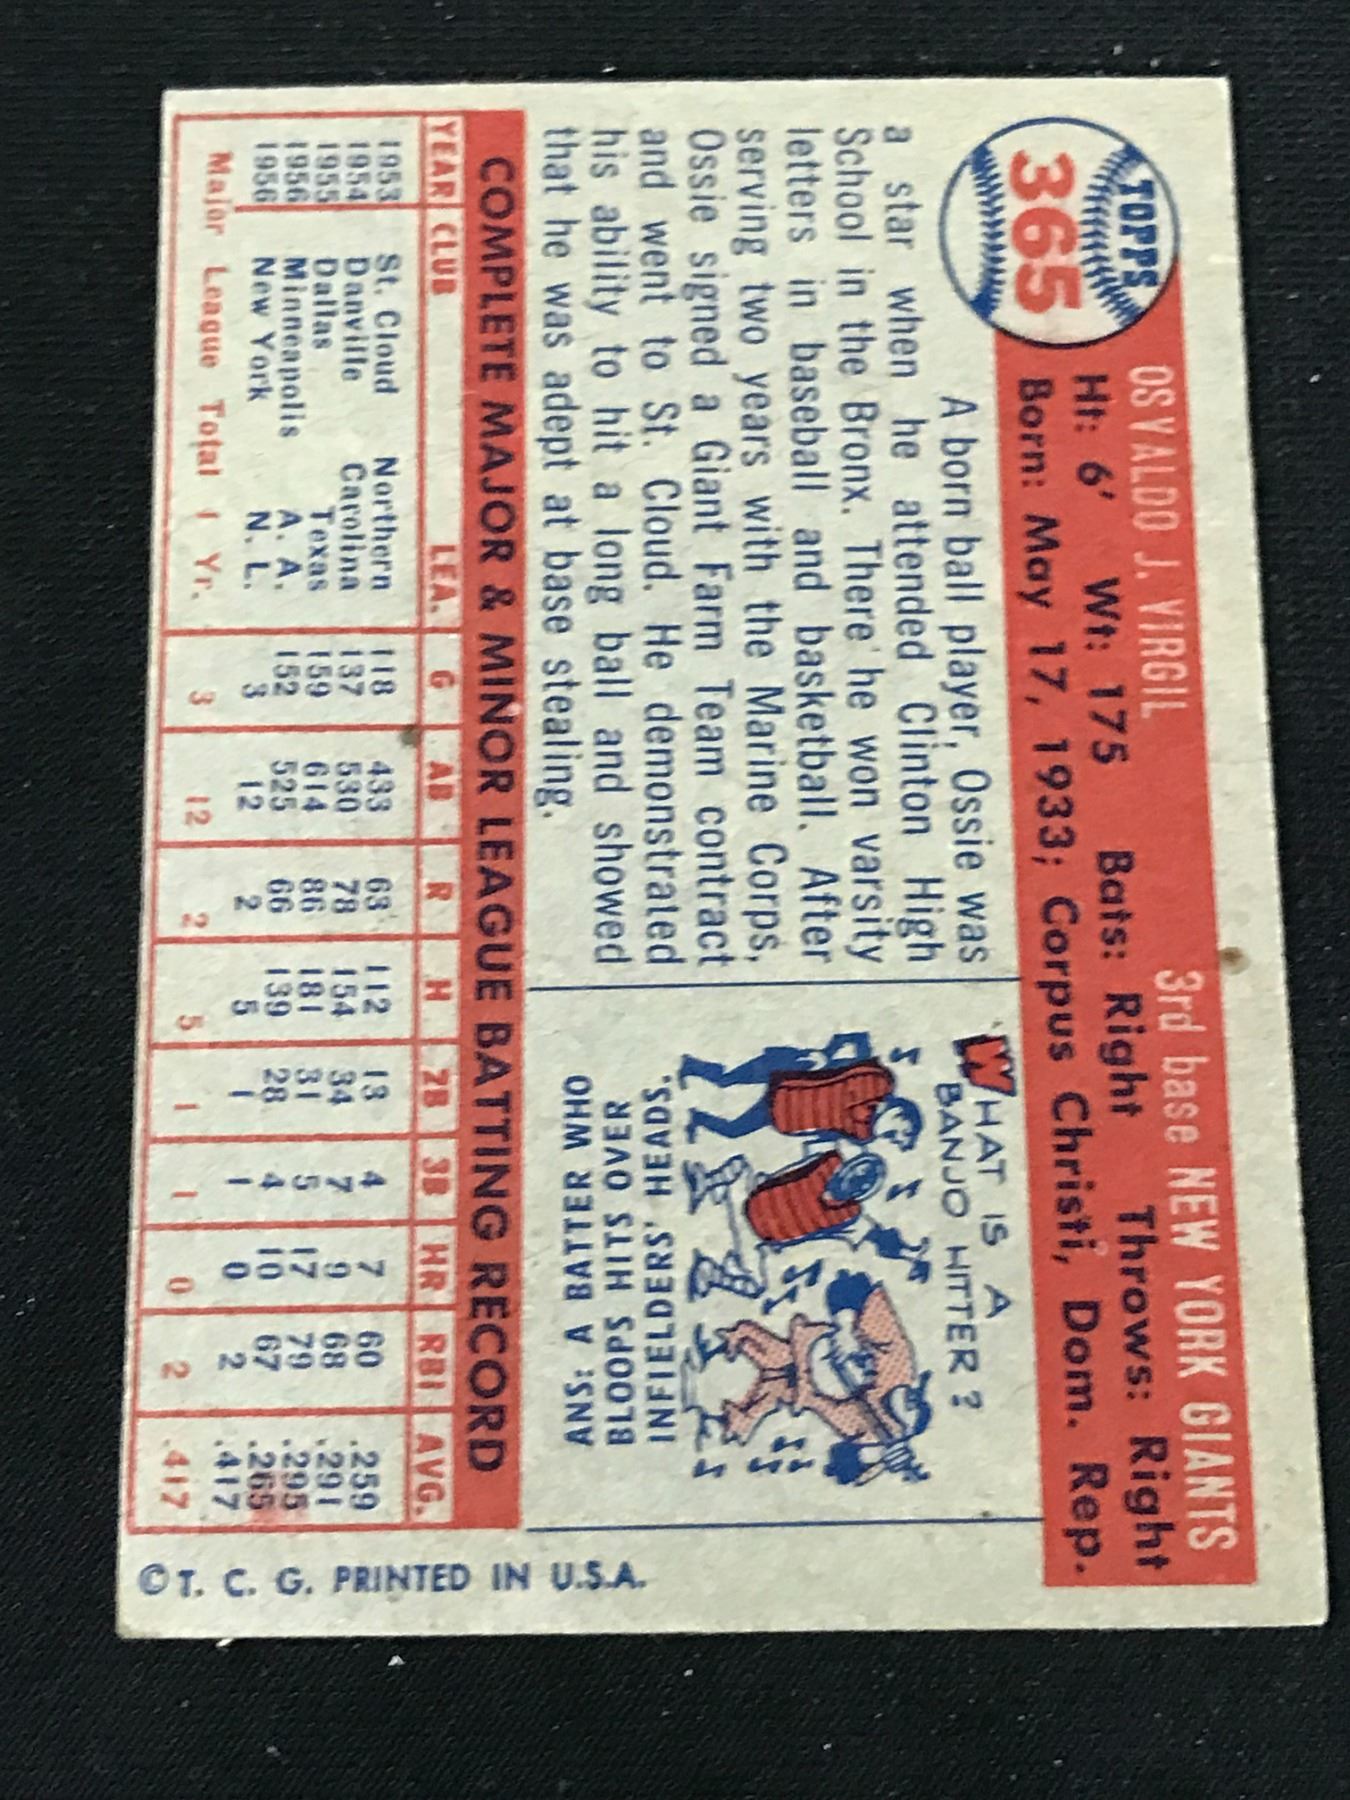 TOPPS
365
OSVALDO J. VIRGIL 3rd base NEW YORK GIANTS
Ht: 6' Wt: 175 Bats: Right Throws: Right
Born: May 17, 1933; Corpus Christi, Dom. Rep.
A born ball player, Ossie was
a star when he attended Clinton High
School in the Bronx. There he won varsity
letters in baseball and basketball. After
serving two years with the Marine Corps,
Ossie signed a Giant Farm Team contract
and went to St. Cloud. He demonstrated
his ability to hit a long ball and showed
that he was adept at base stealing.
WHAT IS A
BANJO HITTER?
ANS: A BATTER WHO
BLOOPS HITS OVER
INFIELDERS' HEADS.
COMPLETE MAJOR & MINOR LEAGUE BATTING RECORD
YEAR CLUB LEA. G AB R H 2B 3B HR RBI AVG.
1953 St. Cloud Northern 118 433 63 112 13 4 7 60 .259
1954 Danville Carolina 137 530 78 154 34 7 9 68 .291
1955 Dallas Texas 159 614 86 181 31 5 17 79 .295
1956 Minneapolis A. A. 152 525 66 139 28 4 10 67 .265
1956 New York N. L. 3 12 2 5 1 1 0 2 .417
Major League Total 1 Yr. 3 12 2 5 1 1 0 2 .417
© T. C. G. PRINTED IN U.S.A.